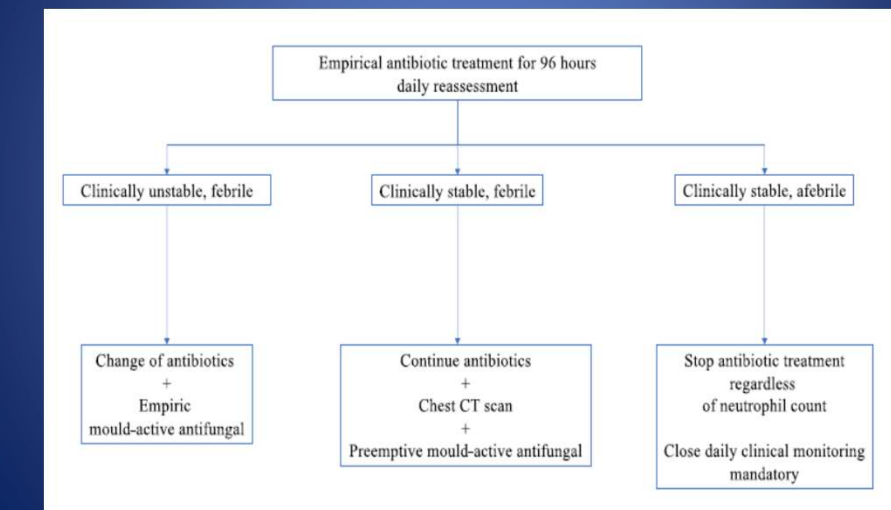 Empirical antibiotic treatment for 96 hours
daily reassessment
Clinically unstable, febrile
Clinically stable, febrile
Clinically stable, afebrile
Change of antibiotics
+
Empiric
mould-active antifungal
Continue antibiotics
+
Chest CT scan
+
Preemptive mould-active antifungal
Stop antibiotic treatment
regardless
of neutrophil count
Close daily clinical monitoring
mandatory